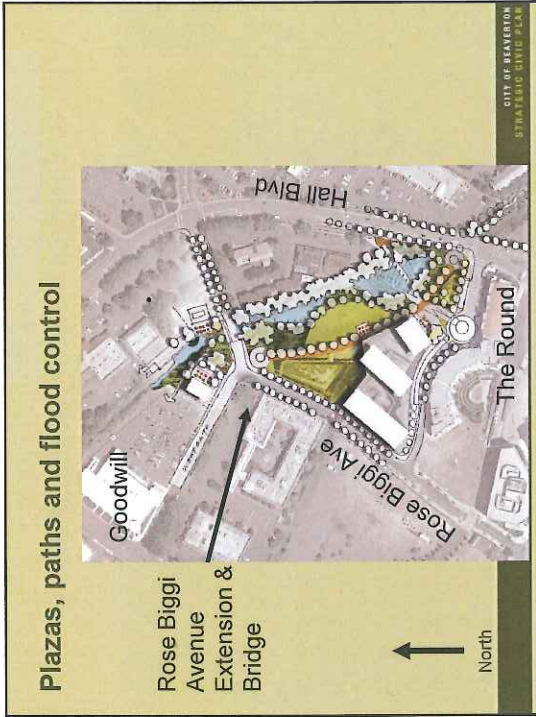 Plazas, paths and flood control
Goodwill
Rose Biggi
Avenue
Extension &
Bridge
Hall Blvd
Rose Biggi Ave
The Round
North
CITY OF BEAVERTON
STRATEGIC CIVIC PLAN